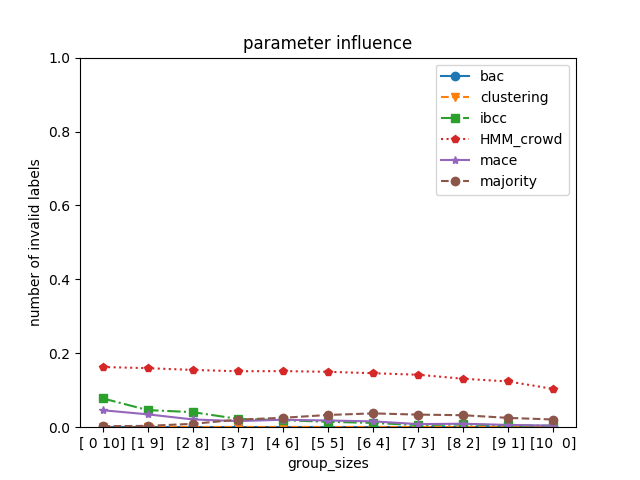 parameter influence
1.0
0.8
0.6
0.4
0.2
0.0
number of invalid labels
bac
clustering
ibcc
HMM_crowd
mace
majority
[ 0 10] [1 9] [2 8] [3 7] [4 6] [5 5] [6 4] [7 3] [8 2] [9 1] [10  0]
group_sizes